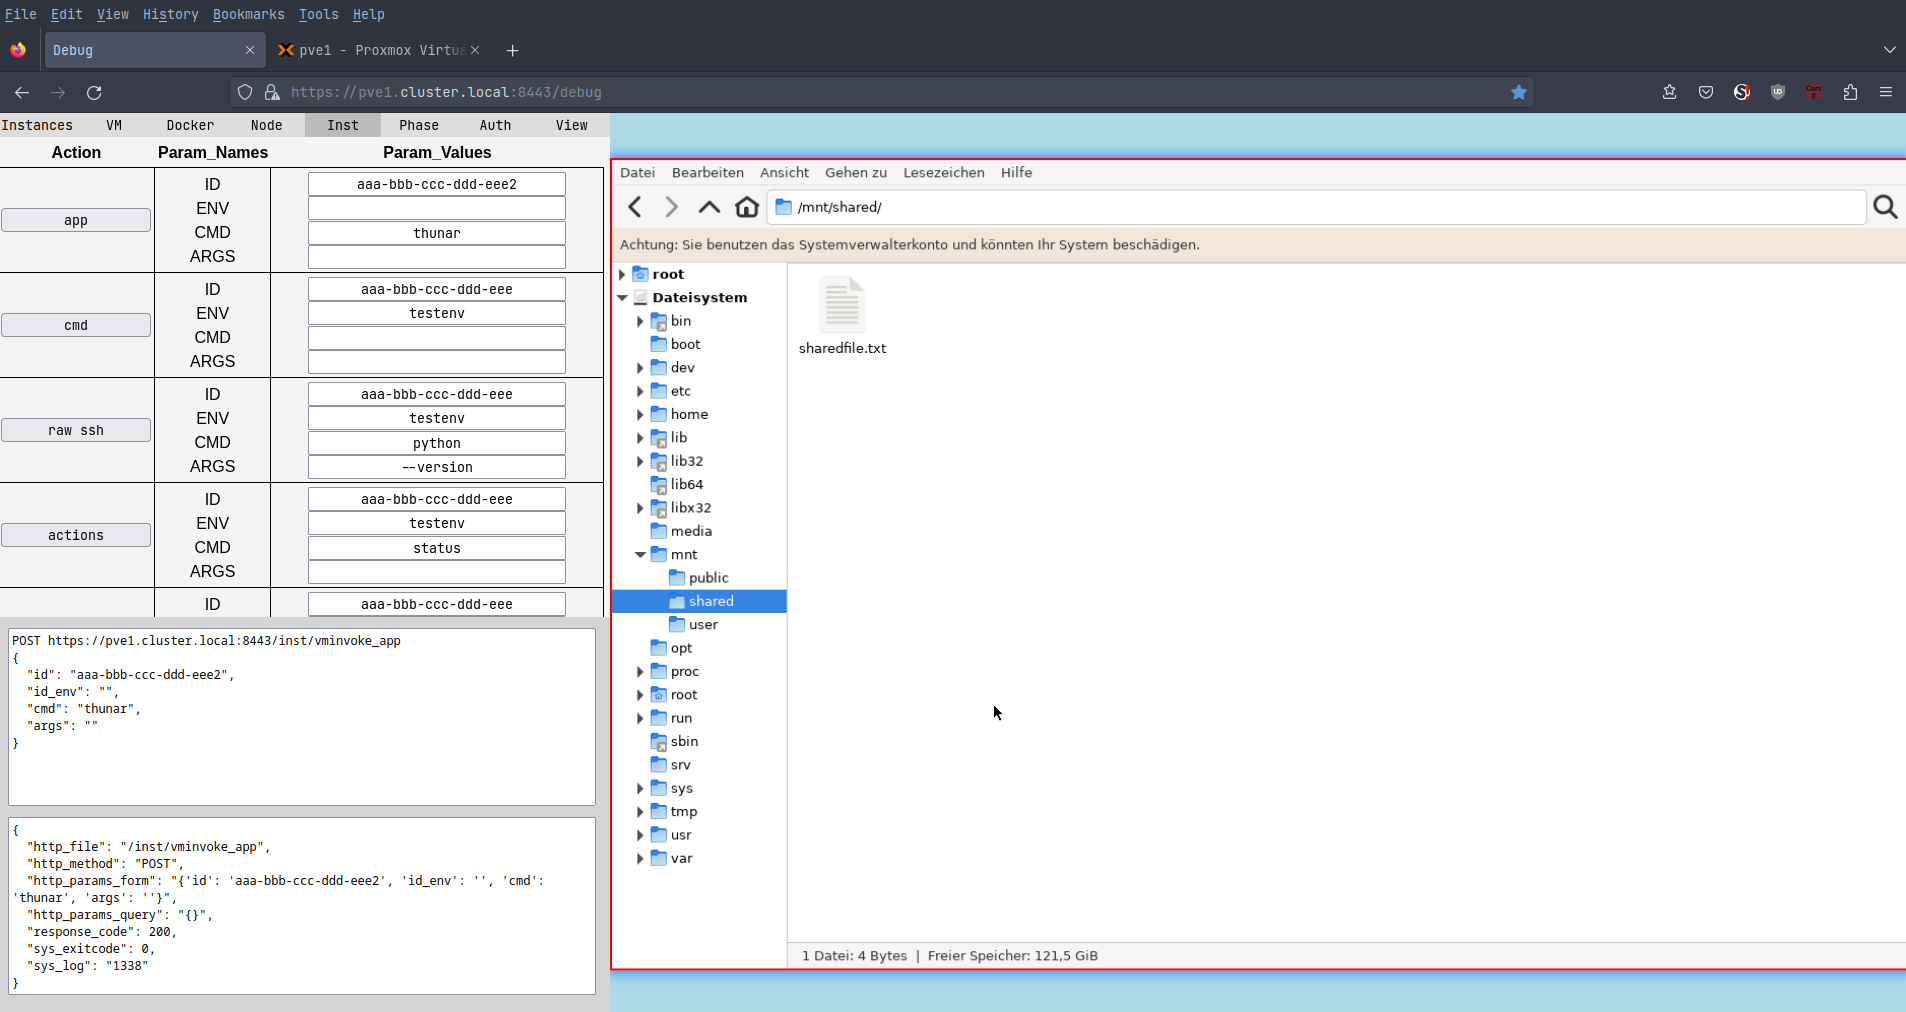 File Edit View History Bookmarks Tools Help
Debug
pve1 - Proxmox Virtua
https://pve1.cluster.local:8443/debug
Instances VM Docker Node Inst Phase Auth View
Action Param_Names Param_Values
app
ID aaa-bbb-ccc-ddd-eee2
ENV
CMD thunar
ARGS
cmd
ID aaa-bbb-ccc-ddd-eee
ENV testenv
CMD
ARGS
raw ssh
ID aaa-bbb-ccc-ddd-eee
ENV testenv
CMD python
ARGS --version
actions
ID aaa-bbb-ccc-ddd-eee
ENV testenv
CMD status
ARGS
ID aaa-bbb-ccc-ddd-eee
POST https://pve1.cluster.local:8443/inst/vminvoke_app
{
"id": "aaa-bbb-ccc-ddd-eee2",
"id_env": "",
"cmd": "thunar",
"args": ""
}
{
"http_file": "/inst/vminvoke_app",
"http_method": "POST",
"http_params_form": "{'id': 'aaa-bbb-ccc-ddd-eee2', 'id_env': '', 'cmd':
'thunar', 'args': ''}",
"http_params_query": "{}",
"response_code": 200,
"sys_exitcode": 0,
"sys_log": "1338"
}
Datei Bearbeiten Ansicht Gehen zu Lesezeichen Hilfe
/mnt/shared/
Achtung: Sie benutzen das Systemverwalterkonto und könnten Ihr System beschädigen.
root
Dateisystem
bin
boot
dev
etc
home
lib
lib32
lib64
libx32
media
mnt
public
shared
user
opt
proc
root
run
sbin
srv
sys
tmp
usr
var
sharedfile.txt
1 Datei: 4 Bytes | Freier Speicher: 121,5 GiB